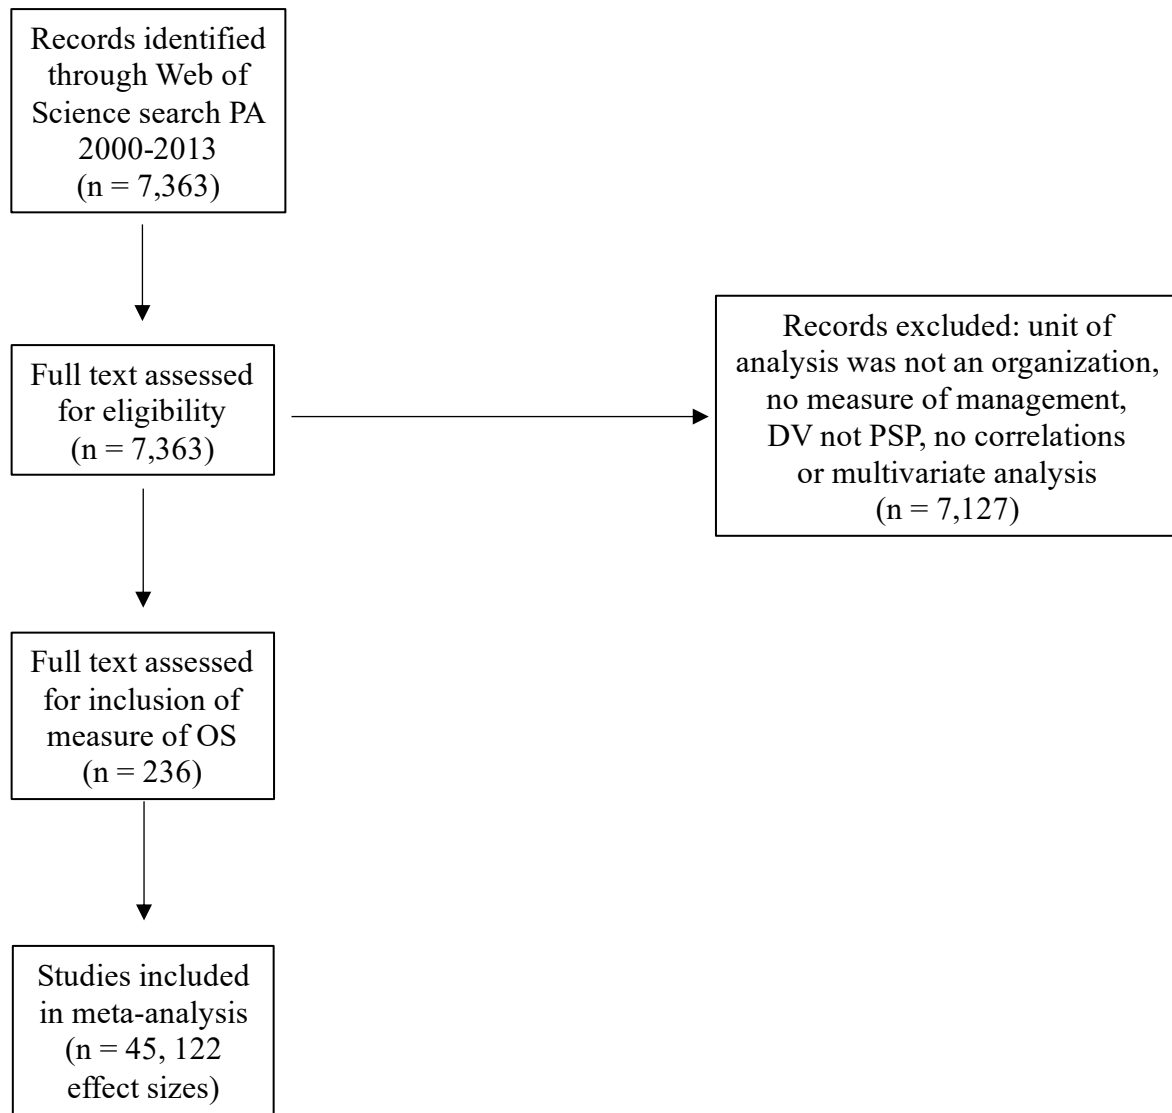 Records identified
through Web of
Science search PA
2000-2013
(n = 7,363)
Full text assessed
for eligibility
(n = 7,363)
Records excluded: unit of
analysis was not an organization,
no measure of management,
DV not PSP, no correlations
or multivariate analysis
(n = 7,127)
Full text assessed
for inclusion of
measure of OS
(n = 236)
Studies included
in meta-analysis
(n = 45, 122
effect sizes)